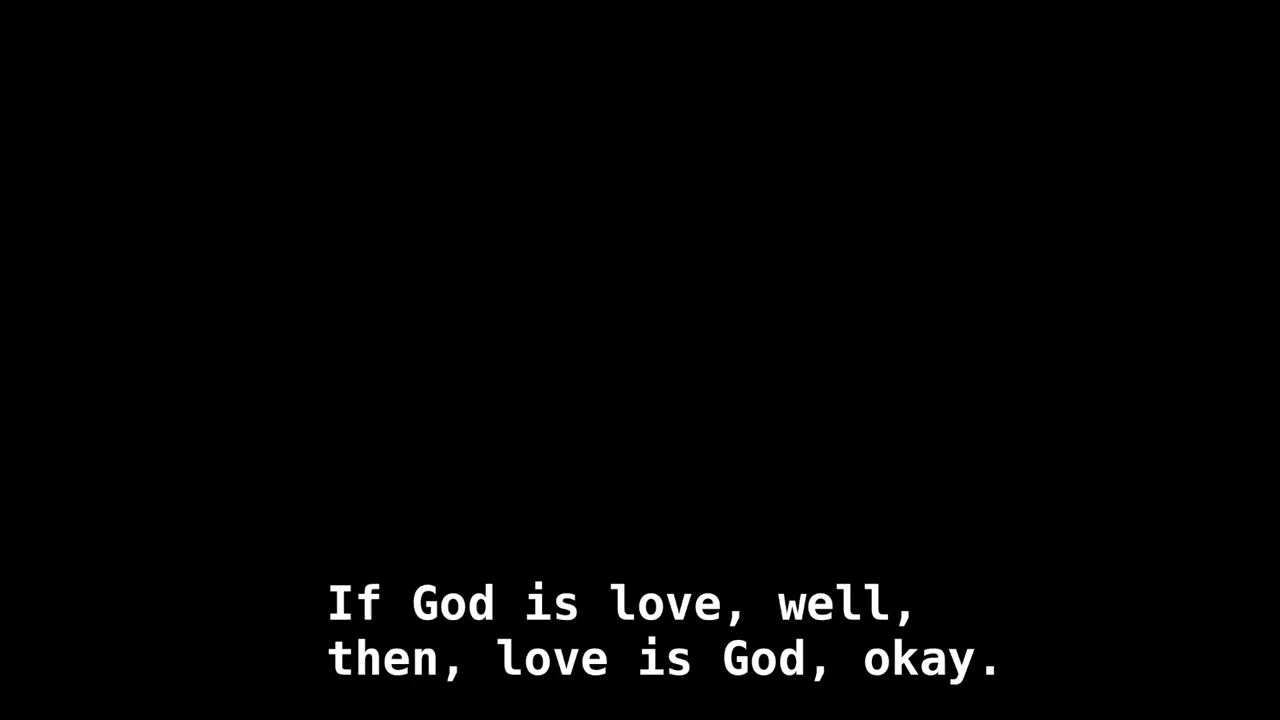 If God is love, well,
then, love is God, okay.